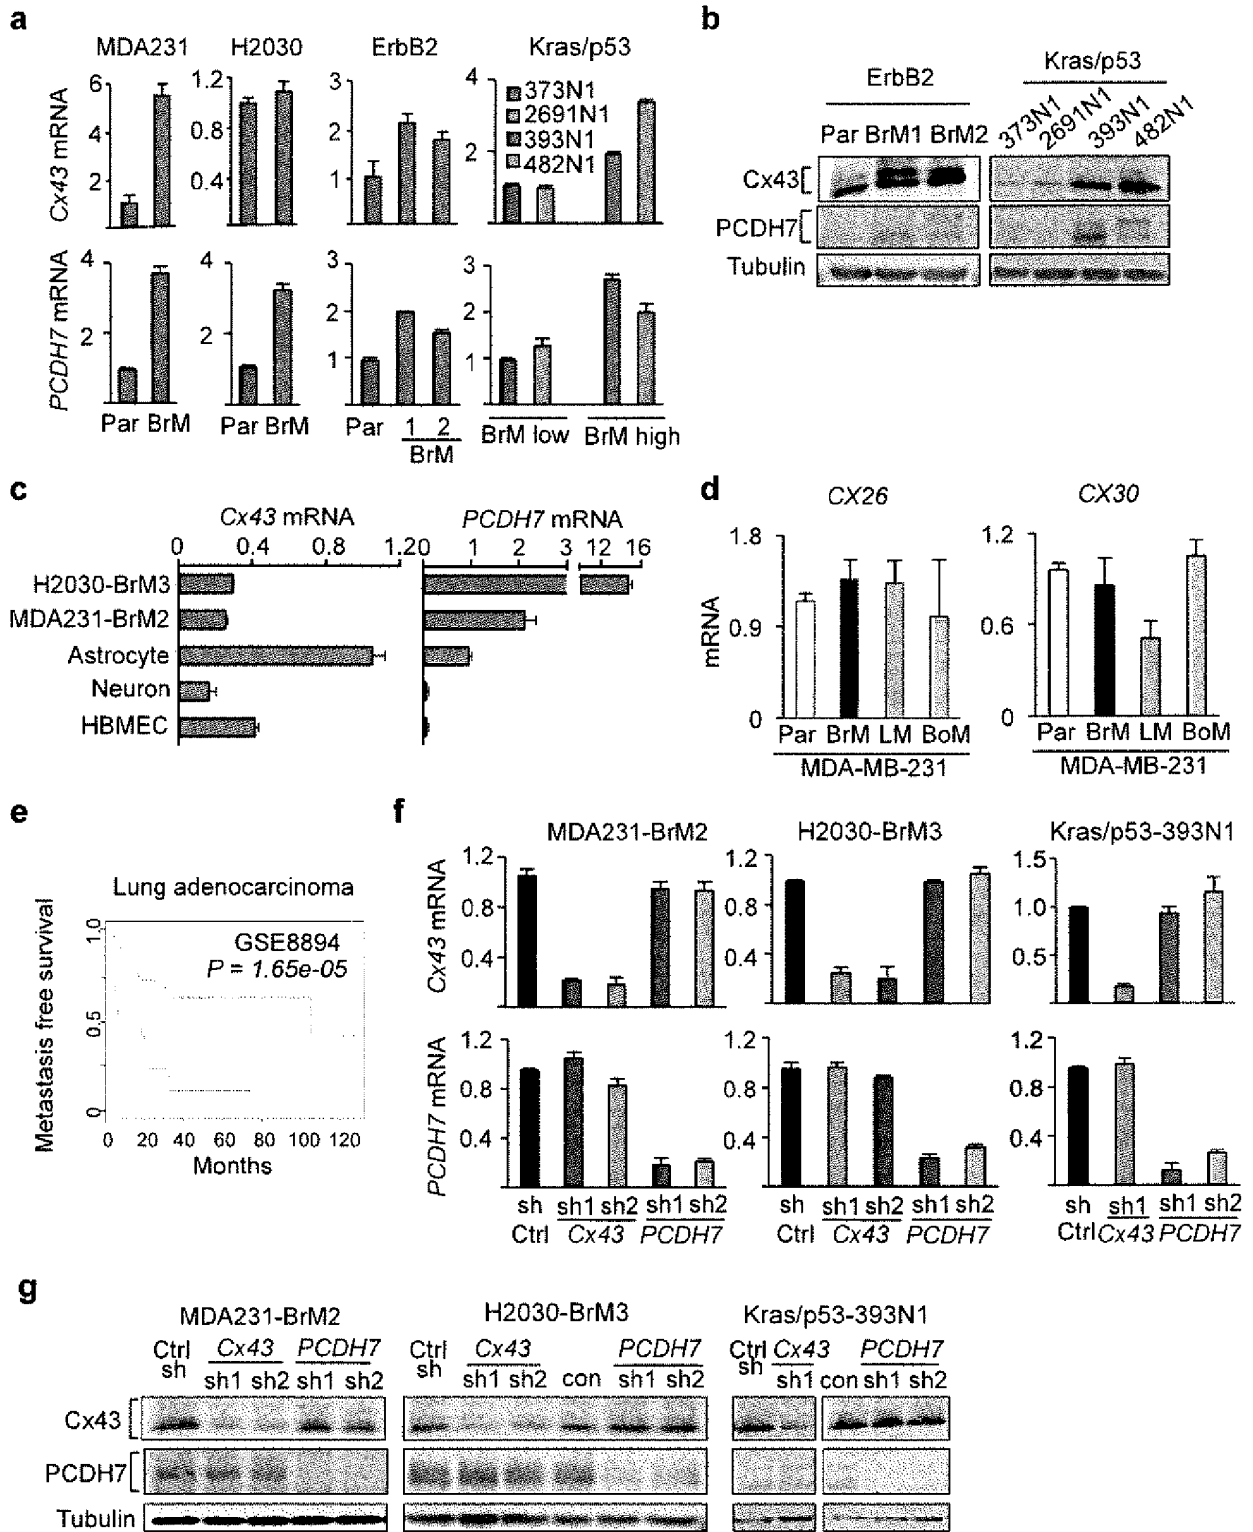 a
MDA231 H2030 ErbB2 Kras/p53
Cx43 mRNA
6
4
2
1.2
0.8
0.4
3
2
1
4
2
373N1
2691N1
393N1
482N1
PCDH7 mRNA
4
2
4
2
3
2
1
3
2
1
Par BrM Par BrM Par 1 2 BrM low BrM high
BrM
b
ErbB2 Kras/p53
Par BrM1 BrM2 373N1 2691N1 393N1 482N1
Cx43
PCDH7
Tubulin
c
Cx43 mRNA PCDH7 mRNA
0 0.4 0.8 1.2 0 1 2 3 12 16
H2030-BrM3
MDA231-BrM2
Astrocyte
Neuron
HBMEC
d
CX26 CX30
mRNA
1.8
0.9
0
1.2
0.6
0
Par BrM LM BoM Par BrM LM BoM
MDA-MB-231 MDA-MB-231
e
Lung adenocarcinoma
Metastasis free survival
1.0
0.5
0
GSE8894
P = 1.65e-05
0 20 40 60 80 100 120
Months
f
MDA231-BrM2 H2030-BrM3 Kras/p53-393N1
Cx43 mRNA
1.2
0.8
0.4
1.2
0.8
0.4
1.5
1.0
0.5
PCDH7 mRNA
1.2
0.8
0.4
1.2
0.8
0.4
1.2
0.8
0.4
sh sh1 sh2 sh1 sh2 sh sh1 sh2 sh1 sh2 sh sh1 sh1 sh2
Ctrl Cx43 PCDH7 Ctrl Cx43 PCDH7 Ctrl Cx43 PCDH7
g
MDA231-BrM2 H2030-BrM3 Kras/p53-393N1
Ctrl Cx43 PCDH7 Ctrl Cx43 PCDH7 Ctrl Cx43 PCDH7
sh sh1 sh2 sh1 sh2 sh sh1 sh2 con sh1 sh2 sh sh1 con sh1 sh2
Cx43
PCDH7
Tubulin